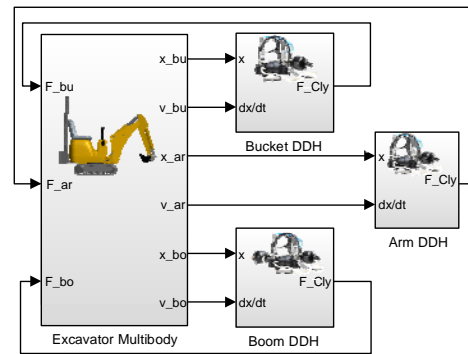 x_bu
x
F_bu
F_Cly
v_bu
dx/dt
Bucket DDH
x_ar
x
F_ar
F_Cly
v_ar
dx/dt
Arm DDH
x_bo
x
F_bo
F_Cly
v_bo
dx/dt
Excavator Multibody
Boom DDH